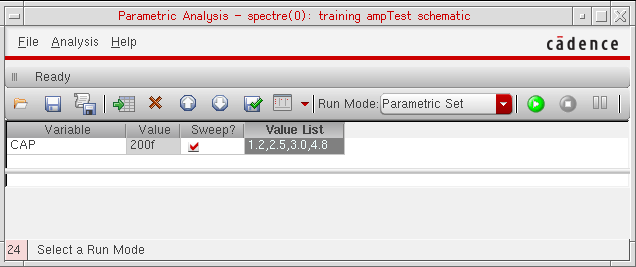 Parametric Analysis - spectre(0): training ampTest schematic
File Analysis Help
cādence
Ready
Run Mode: Parametric Set
Variable Value Sweep? Value List
CAP 200f 1.2,2.5,3.0,4.8
24 Select a Run Mode